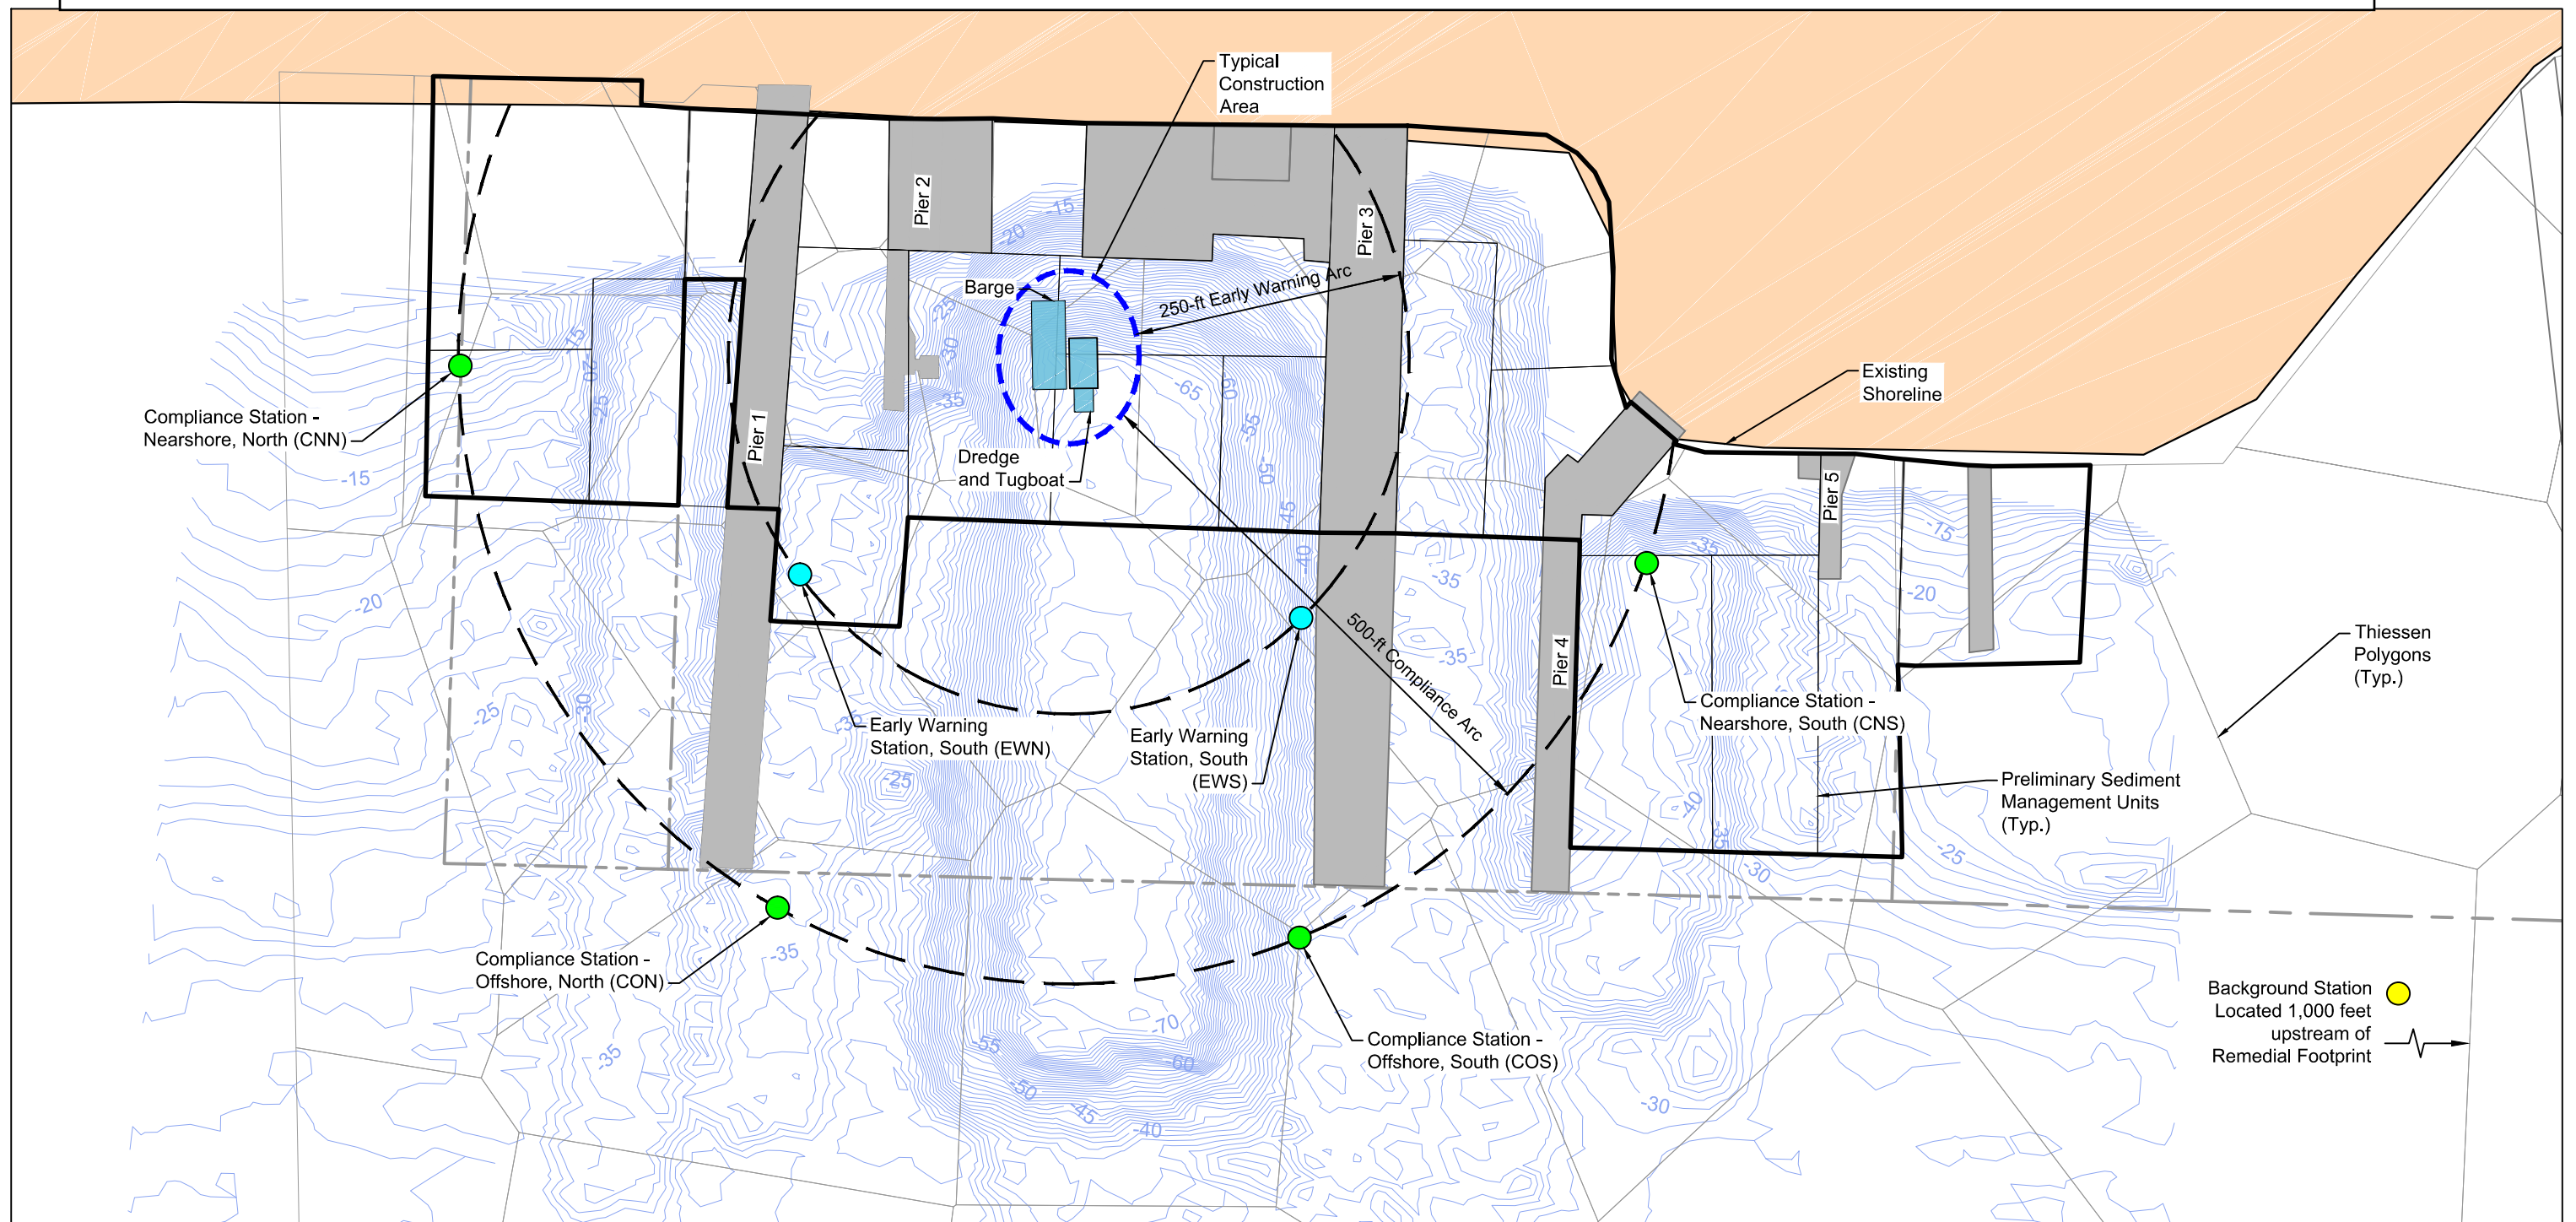 Typical
Construction
Area
Pier 2
Pier 3
-15
-20
Barge
250-ft Early Warning Arc
-25
-30
-35
-15
-20
-25
-65
-60
-55
-50
-45
-40
Existing
Shoreline
Compliance Station -
Nearshore, North (CNN)
Pier 1
Dredge
and Tugboat
-15
-20
Pier 5
-15
-35
-20
-35
-35
500-ft Compliance Arc
Pier 4
Thiessen
Polygons
(Typ.)
-25
-30
-35
Early Warning
Station, South (EWN)
Early Warning
Station, South
(EWS)
Compliance Station -
Nearshore, South (CNS)
-25
Preliminary Sediment
Management Units
(Typ.)
-40
-35
-30
-25
Compliance Station -
Offshore, North (CON)
-35
-35
-70
-55
-60
-50
-45
-40
Compliance Station -
Offshore, South (COS)
-30
Background Station
Located 1,000 feet
upstream of
Remedial Footprint